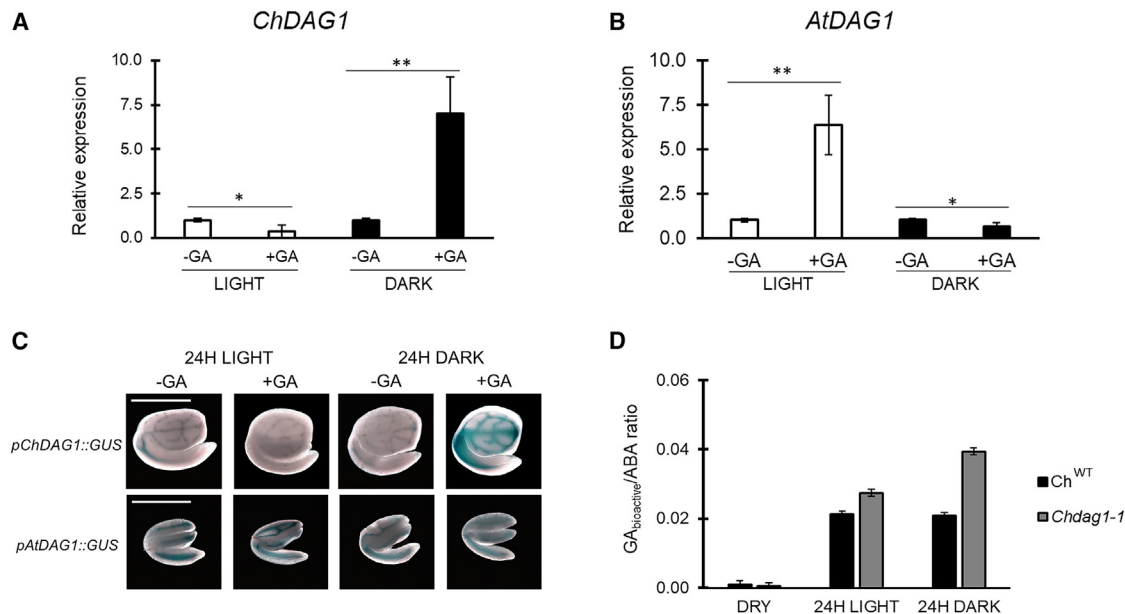 A
ChDAG1
Relative expression
10.0
7.5
5.0
2.5
0.0
*
**
-GA +GA -GA +GA
LIGHT DARK
B
AtDAG1
Relative expression
10.0
7.5
5.0
2.5
0.0
**
*
-GA +GA -GA +GA
LIGHT DARK
C
24H LIGHT 24H DARK
-GA +GA -GA +GA
pChDAG1::GUS
pAtDAG1::GUS
D
GAbioactive/ABA ratio
0.06
0.04
0.02
0.00
DRY 24H LIGHT 24H DARK
ChWT
Chdag1-1